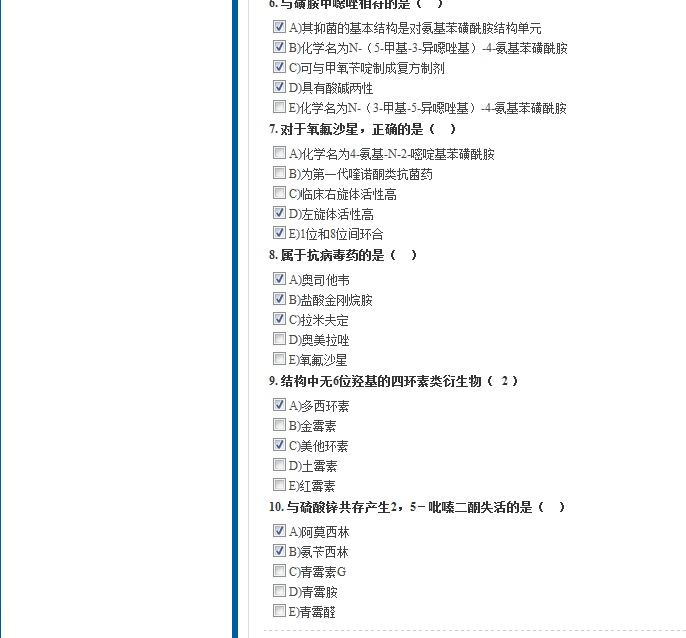 6. 与磺胺甲噁唑相符的是（ ）
A)其抑菌的基本结构是对氨基苯磺酰胺结构单元
B)化学名为N-（5-甲基-3-异噁唑基）-4-氨基苯磺酰胺
C)可与甲氧苄啶制成复方制剂
D)具有酸碱两性
E)化学名为N-（3-甲基-5-异噁唑基）-4-氨基苯磺酰胺
7. 对于氧氟沙星，正确的是（ ）
A)化学名为4-氨基-N-2-嘧啶基苯磺酰胺
B)为第一代喹诺酮类抗菌药
C)临床右旋体活性高
D)左旋体活性高
E)1位和8位间环合
8. 属于抗病毒药的是（ ）
A)奥司他韦
B)盐酸金刚烷胺
C)拉米夫定
D)奥美拉唑
E)氧氟沙星
9. 结构中无6位羟基的四环素类衍生物（ 2 ）
A)多西环素
B)金霉素
C)美他环素
D)土霉素
E)红霉素
10. 与硫酸锌共存产生2，5－吡嗪二酮失活的是（ ）
A)阿莫西林
B)氨苄西林
C)青霉素G
D)青霉胺
E)青霉醛